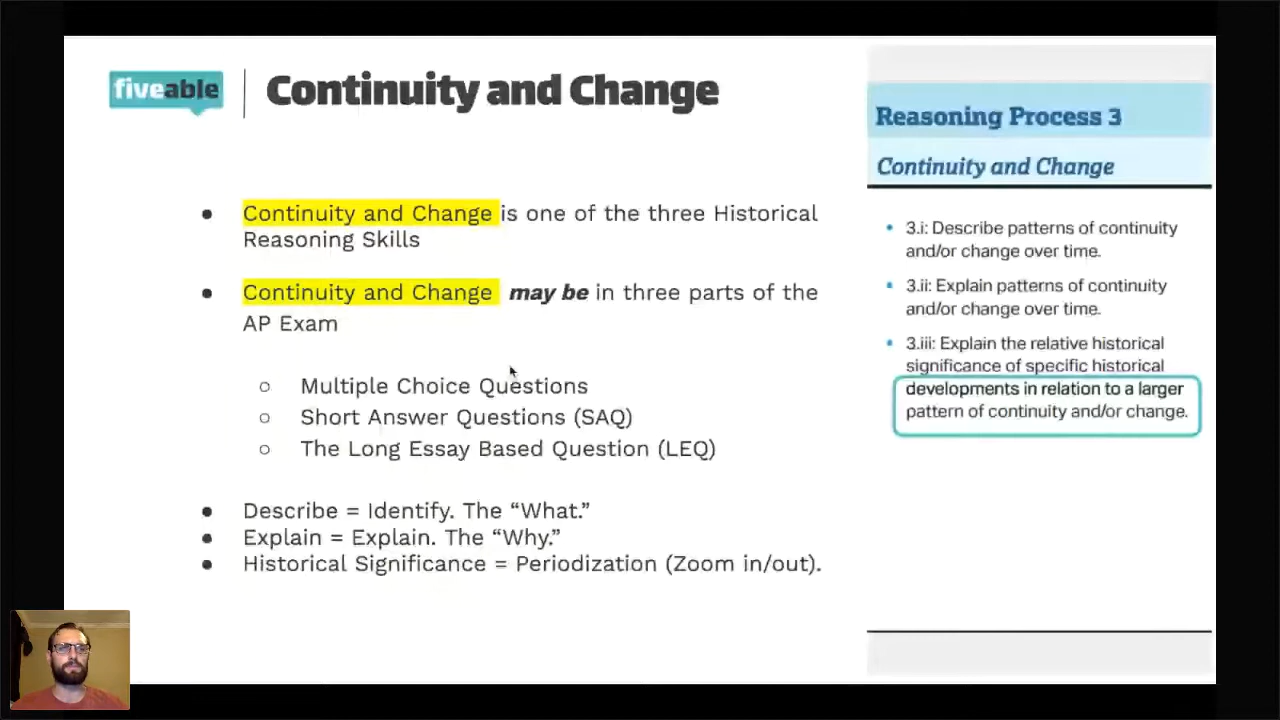 fiveable
Continuity and Change
• Continuity and Change is one of the three Historical
Reasoning Skills
• Continuity and Change may be in three parts of the
AP Exam
○ Multiple Choice Questions
○ Short Answer Questions (SAQ)
○ The Long Essay Based Question (LEQ)
• Describe = Identify. The “What.”
• Explain = Explain. The “Why.”
• Historical Significance = Periodization (Zoom in/out).
Reasoning Process 3
Continuity and Change
• 3.i: Describe patterns of continuity
and/or change over time.
• 3.ii: Explain patterns of continuity
and/or change over time.
• 3.iii: Explain the relative historical
significance of specific historical
developments in relation to a larger
pattern of continuity and/or change.